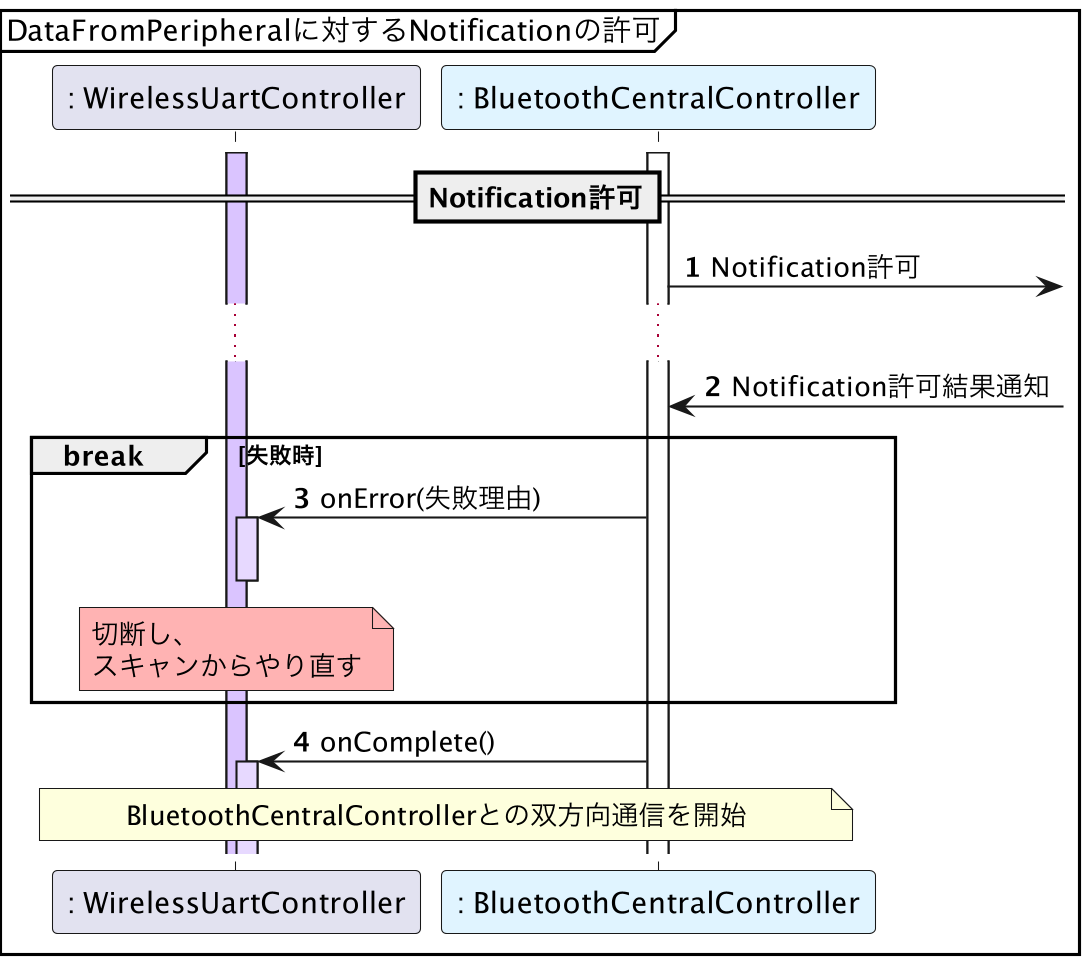 DataFromPeripheralに対するNotificationの許可
: WirelessUartController
: BluetoothCentralController
Notification許可
1 Notification許可
2 Notification許可結果通知
break
[失敗時]
3 onError(失敗理由)
切断し、
スキャンからやり直す
4 onComplete()
BluetoothCentralControllerとの双方向通信を開始
: WirelessUartController
: BluetoothCentralController